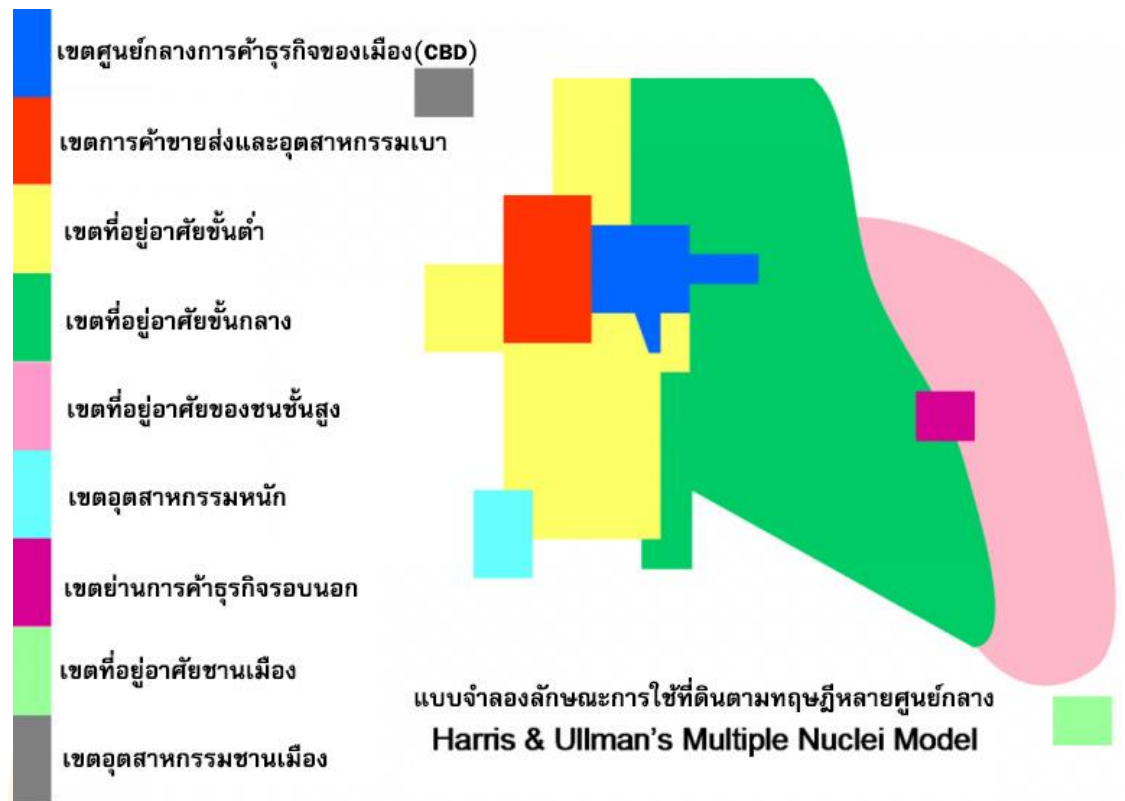 เขตศูนย์กลางการค้าธุรกิจของเมือง(CBD)
เขตการค้าขายส่งและอุตสาหกรรมเบา
เขตที่อยู่อาศัยขั้นต่ำ
เขตที่อยู่อาศัยขั้นกลาง
เขตที่อยู่อาศัยของชนชั้นสูง
เขตอุตสาหกรรมหนัก
เขตย่านการค้าธุรกิจรอบนอก
เขตที่อยู่อาศัยชานเมือง
เขตอุตสาหกรรมชานเมือง
แบบจำลองลักษณะการใช้ที่ดินตามทฤษฎีหลายศูนย์กลาง
Harris & Ullman's Multiple Nuclei Model